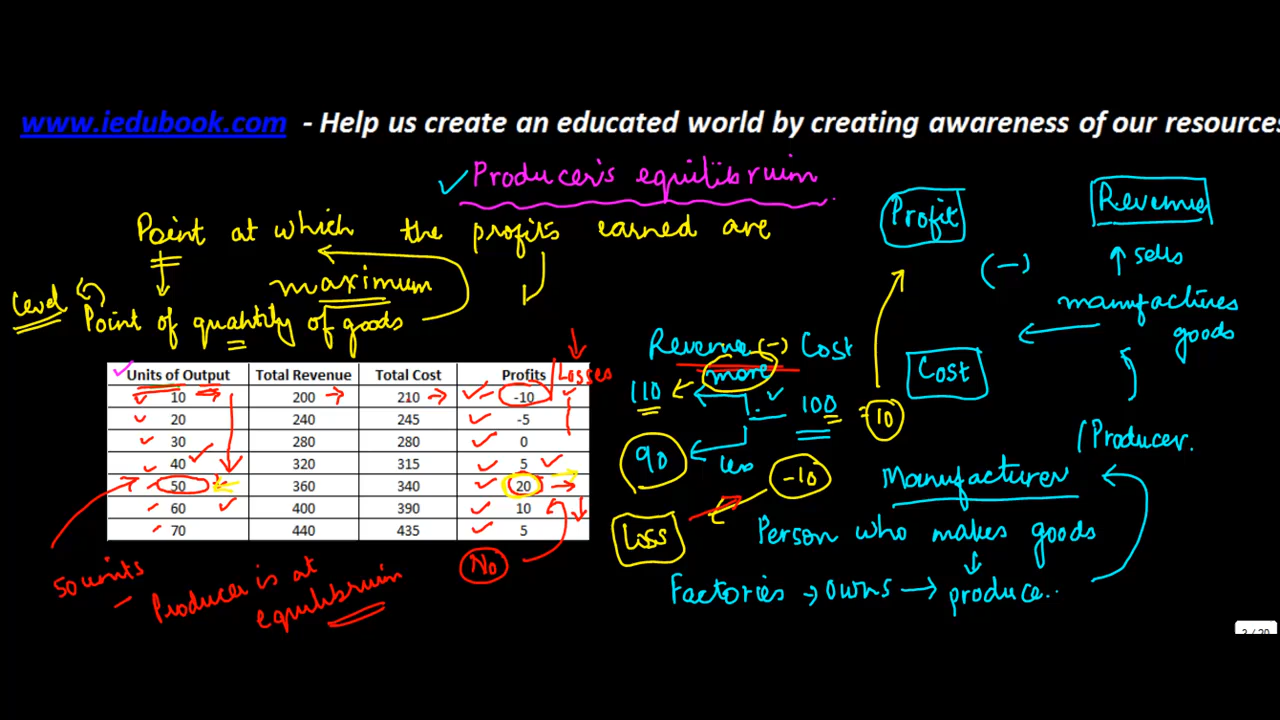 www.iedubook.com - Help us create an educated world by creating awareness of our resources
Producer's equilibruim
Point at which the profits earned are
maximum
Level
Point of quantity of goods
Profit
(-)
Revenue
sells
manufactures
goods
Cost
(Producer.
Manufacturer
Person who makes goods
Factories → owns → produce..
Revenue (-) Cost
more
110
100
= 10
90
less
-10
Loss
Losses
Units of Output Total Revenue Total Cost Profits
10 200 210 -10
20 240 245 -5
30 280 280 0
40 320 315 5
50 360 340 20
60 400 390 10
70 440 435 5
No
50 units
- Producer is at
equilibrium
2 / 20